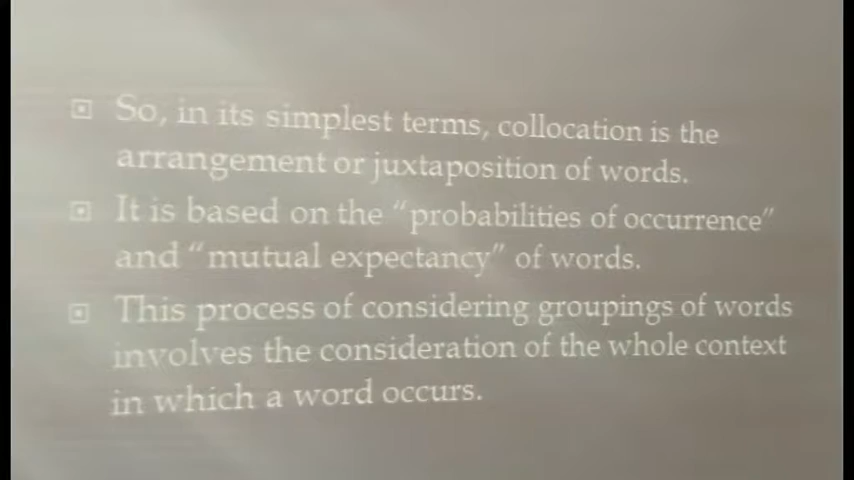 So, in its simplest terms, collocation is the
arrangement or juxtaposition of words.
It is based on the “probabilities of occurrence”
and “mutual expectancy” of words.
This process of considering groupings of words
involves the consideration of the whole context
in which a word occurs.